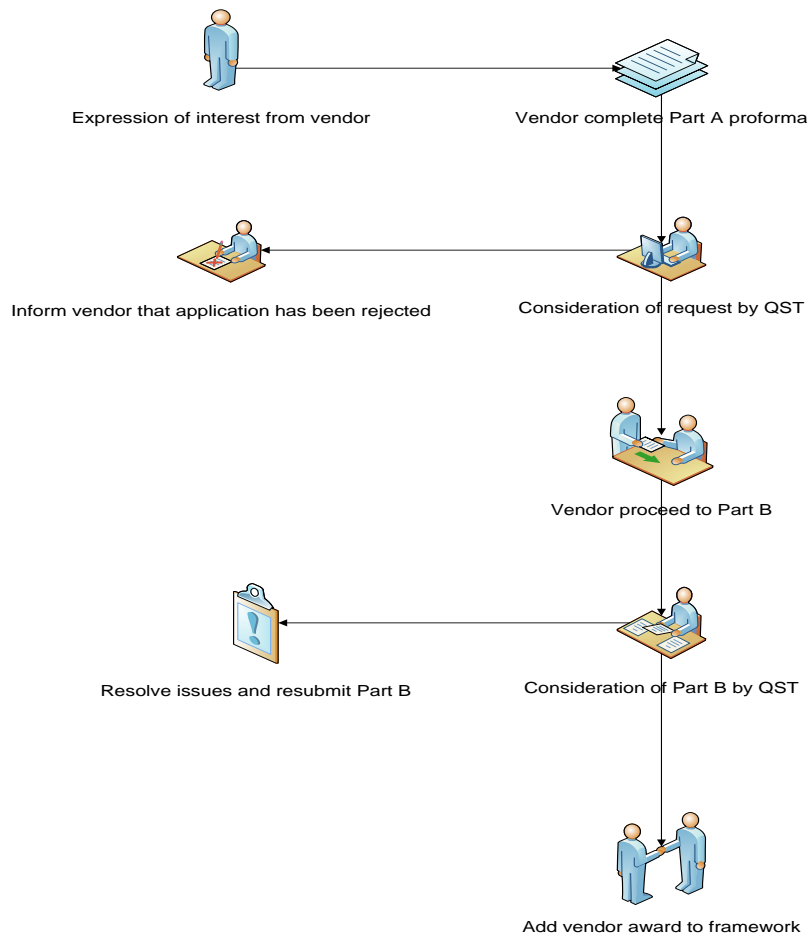 Expression of interest from vendor
Vendor complete Part A proforma
Inform vendor that application has been rejected
Consideration of request by QST
Vendor proceed to Part B
Resolve issues and resubmit Part B
Consideration of Part B by QST
Add vendor award to framework